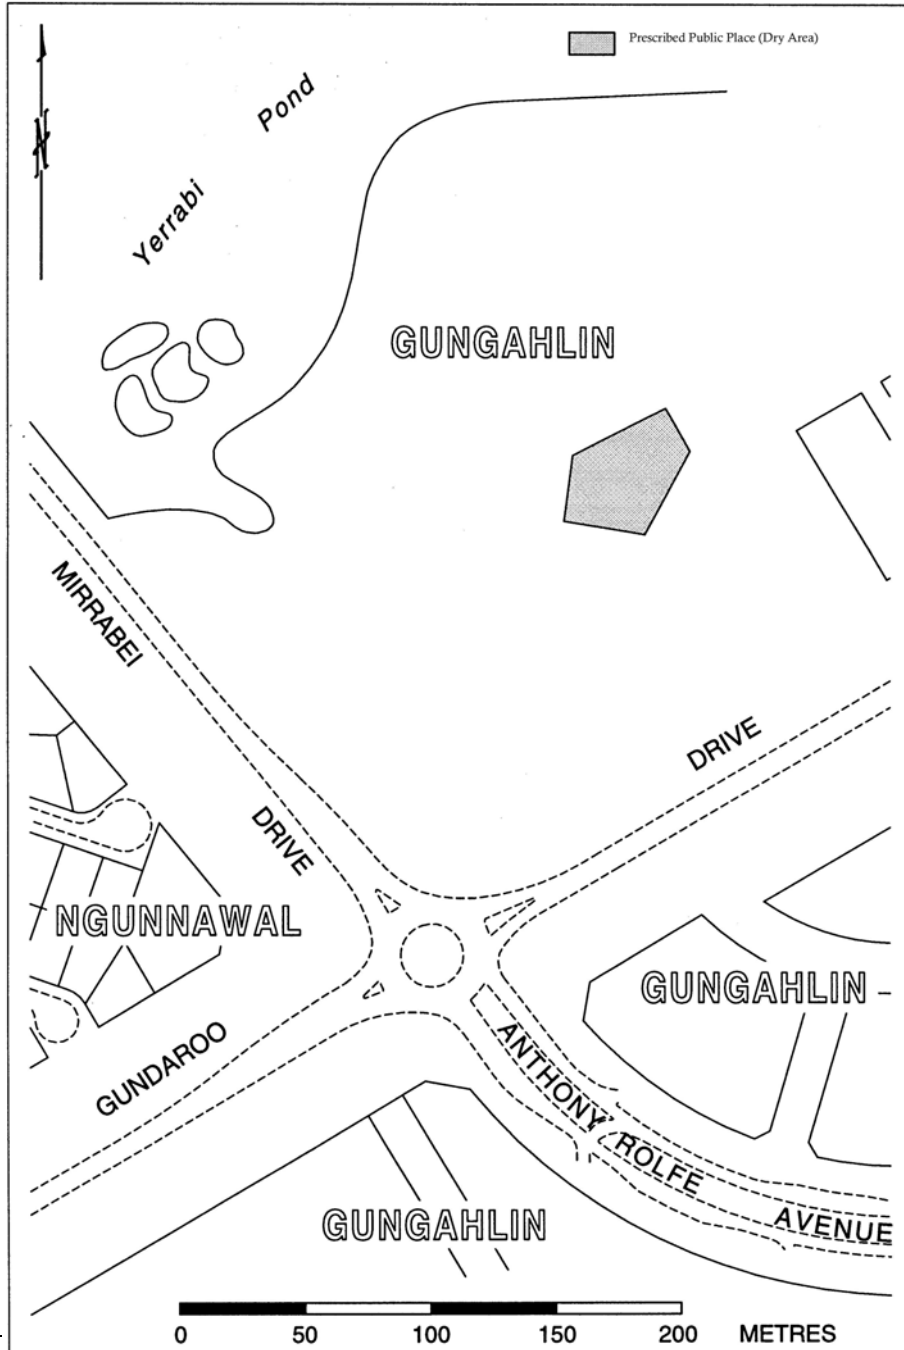 Prescribed Public Place (Dry Area)
N
Yerrabi Pond
GUNGAHLIN
MIRRABEI DRIVE
DRIVE
NGUNNAWAL
GUNGAHLIN
GUNDAROO
ANTHONY ROLFE AVENUE
GUNGAHLIN
0 50 100 150 200 METRES